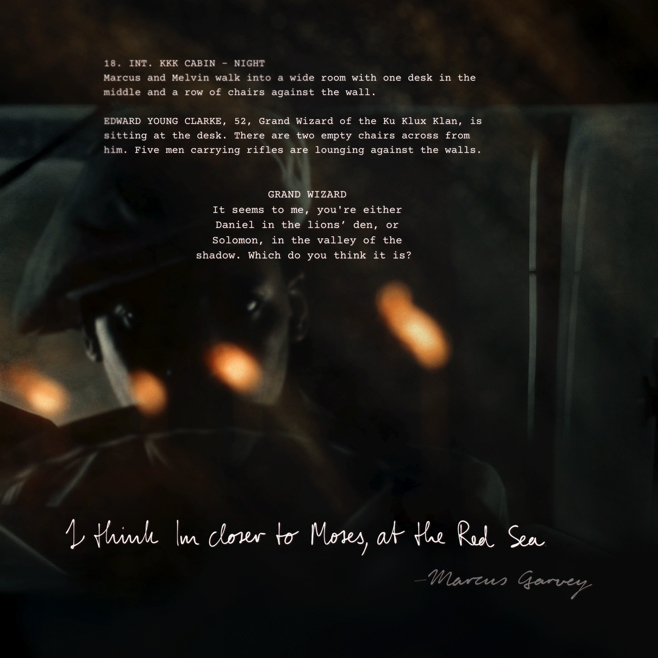 18. INT. KKK CABIN – NIGHT
Marcus and Melvin walk into a wide room with one desk in the
middle and a row of chairs against the wall.
EDWARD YOUNG CLARKE, 52, Grand Wizard of the Ku Klux Klan, is
sitting at the desk. There are two empty chairs across from
him. Five men carrying rifles are lounging against the walls.
GRAND WIZARD
It seems to me, you're either
Daniel in the lions’ den, or
Solomon, in the valley of the
shadow. Which do you think it is?
I think Im closer to Moses, at the Red Sea
–Marcus Garvey